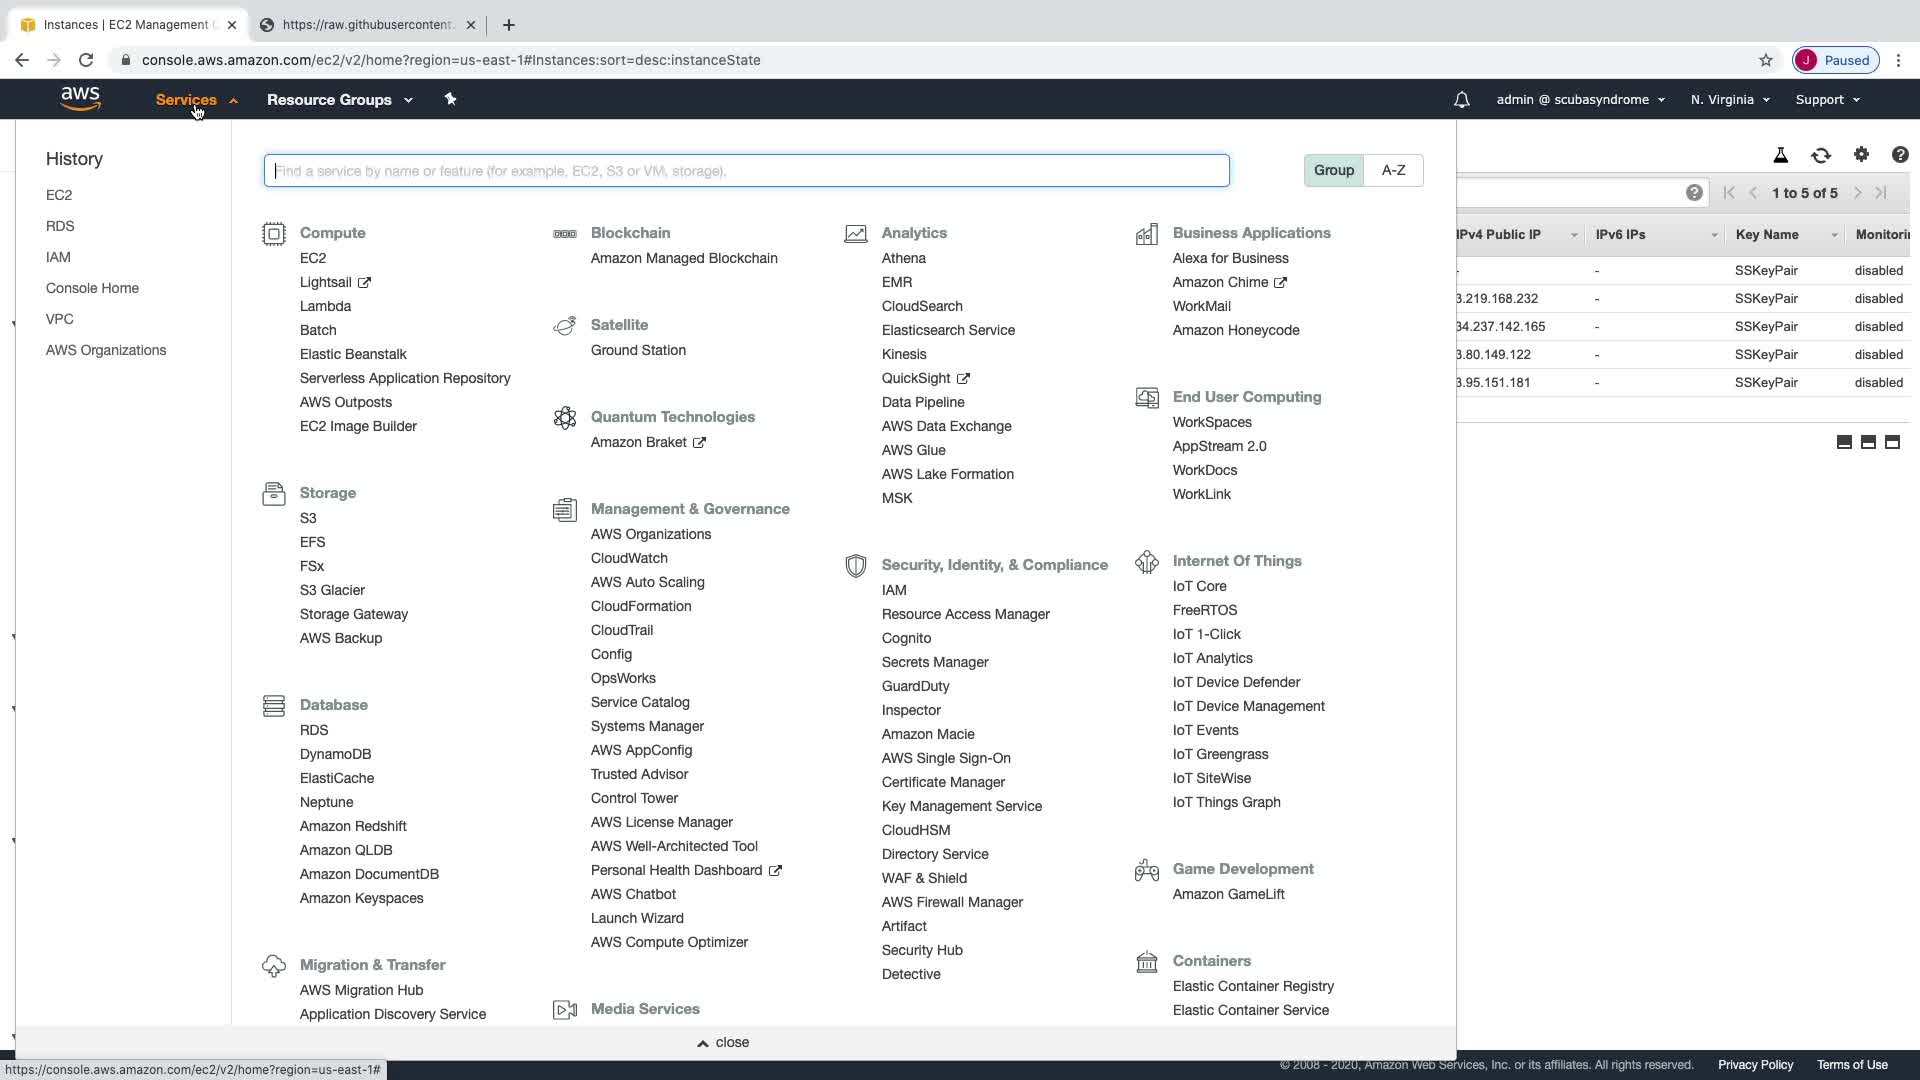 Instances | EC2 Management C
https://raw.githubusercontent.
console.aws.amazon.com/ec2/v2/home?region=us-east-1#Instances:sort=desc:instanceState
J Paused
aws
Services
Resource Groups
admin @ scubasyndrome
N. Virginia
Support
History
EC2
RDS
IAM
Console Home
VPC
AWS Organizations
Find a service by name or feature (for example, EC2, S3 or VM, storage).
Group
A-Z
Compute
EC2
Lightsail
Lambda
Batch
Elastic Beanstalk
Serverless Application Repository
AWS Outposts
EC2 Image Builder
Storage
S3
EFS
FSx
S3 Glacier
Storage Gateway
AWS Backup
Database
RDS
DynamoDB
ElastiCache
Neptune
Amazon Redshift
Amazon QLDB
Amazon DocumentDB
Amazon Keyspaces
Migration & Transfer
AWS Migration Hub
Application Discovery Service
Blockchain
Amazon Managed Blockchain
Satellite
Ground Station
Quantum Technologies
Amazon Braket
Management & Governance
AWS Organizations
CloudWatch
AWS Auto Scaling
CloudFormation
CloudTrail
Config
OpsWorks
Service Catalog
Systems Manager
AWS AppConfig
Trusted Advisor
Control Tower
AWS License Manager
AWS Well-Architected Tool
Personal Health Dashboard
AWS Chatbot
Launch Wizard
AWS Compute Optimizer
Media Services
Analytics
Athena
EMR
CloudSearch
Elasticsearch Service
Kinesis
QuickSight
Data Pipeline
AWS Data Exchange
AWS Glue
AWS Lake Formation
MSK
Security, Identity, & Compliance
IAM
Resource Access Manager
Cognito
Secrets Manager
GuardDuty
Inspector
Amazon Macie
AWS Single Sign-On
Certificate Manager
Key Management Service
CloudHSM
Directory Service
WAF & Shield
AWS Firewall Manager
Artifact
Security Hub
Detective
Business Applications
Alexa for Business
Amazon Chime
WorkMail
Amazon Honeycode
End User Computing
WorkSpaces
AppStream 2.0
WorkDocs
WorkLink
Internet Of Things
IoT Core
FreeRTOS
IoT 1-Click
IoT Analytics
IoT Device Defender
IoT Device Management
IoT Events
IoT Greengrass
IoT SiteWise
IoT Things Graph
Game Development
Amazon GameLift
Containers
Elastic Container Registry
Elastic Container Service
close
1 to 5 of 5
IPv4 Public IP IPv6 IPs Key Name Monitorin
- - SSKeyPair disabled
3.219.168.232 - SSKeyPair disabled
34.237.142.165 - SSKeyPair disabled
3.80.149.122 - SSKeyPair disabled
3.95.151.181 - SSKeyPair disabled
https://console.aws.amazon.com/ec2/v2/home?region=us-east-1#
© 2008 - 2020, Amazon Web Services, Inc. or its affiliates. All rights reserved.
Privacy Policy
Terms of Use